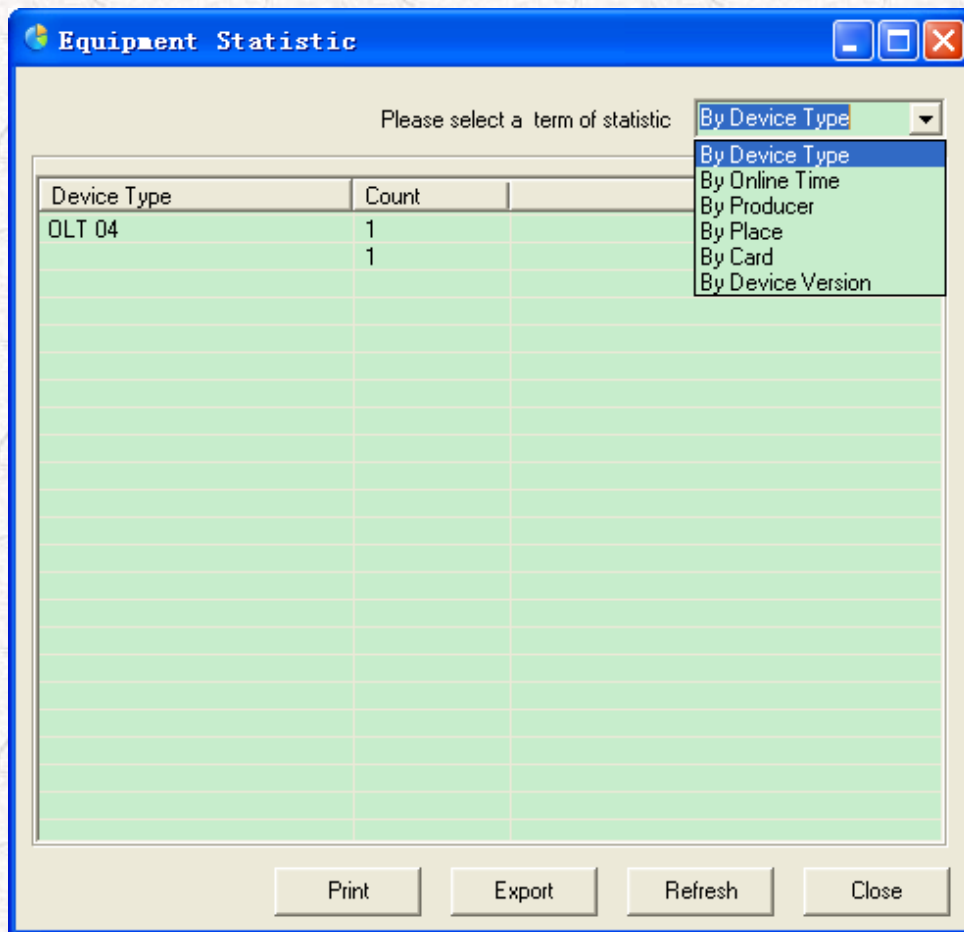 Equipment Statistic
Please select a term of statistic By Device Type
By Device Type
By Online Time
By Producer
By Place
By Card
By Device Version
Device Type Count
OLT 04 1
1
Print Export Refresh Close